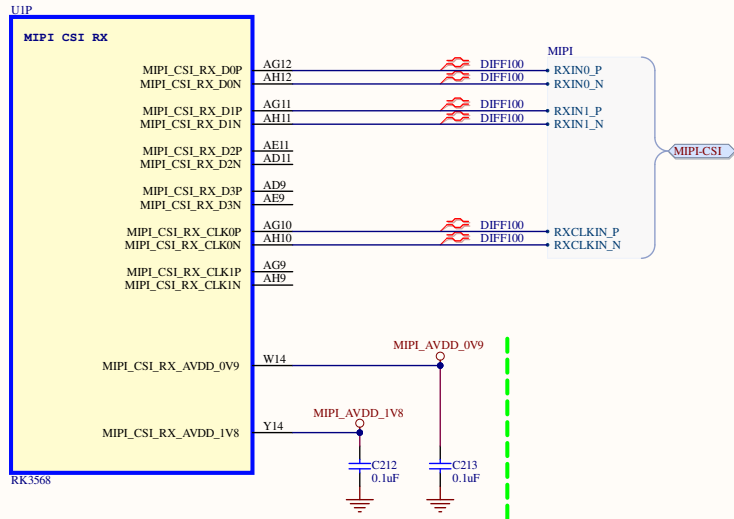 U1P
MIPI CSI RX
MIPI
MIPI_CSI_RX_D0P AG12 DIFF100 RXIN0_P
MIPI_CSI_RX_D0N AH12 DIFF100 RXIN0_N
MIPI_CSI_RX_D1P AG11 DIFF100 RXIN1_P
MIPI_CSI_RX_D1N AH11 DIFF100 RXIN1_N
MIPI_CSI_RX_D2P AE11
MIPI-CSI
MIPI_CSI_RX_D2N AD11
MIPI_CSI_RX_D3P AD9
MIPI_CSI_RX_D3N AE9
MIPI_CSI_RX_CLK0P AG10 DIFF100 RXCLKIN_P
MIPI_CSI_RX_CLK0N AH10 DIFF100 RXCLKIN_N
MIPI_CSI_RX_CLK1P AG9
MIPI_CSI_RX_CLK1N AH9
MIPI_AVDD_0V9
MIPI_CSI_RX_AVDD_0V9 W14
MIPI_AVDD_1V8
MIPI_CSI_RX_AVDD_1V8 Y14
C212 C213
0.1uF 0.1uF
RK3568